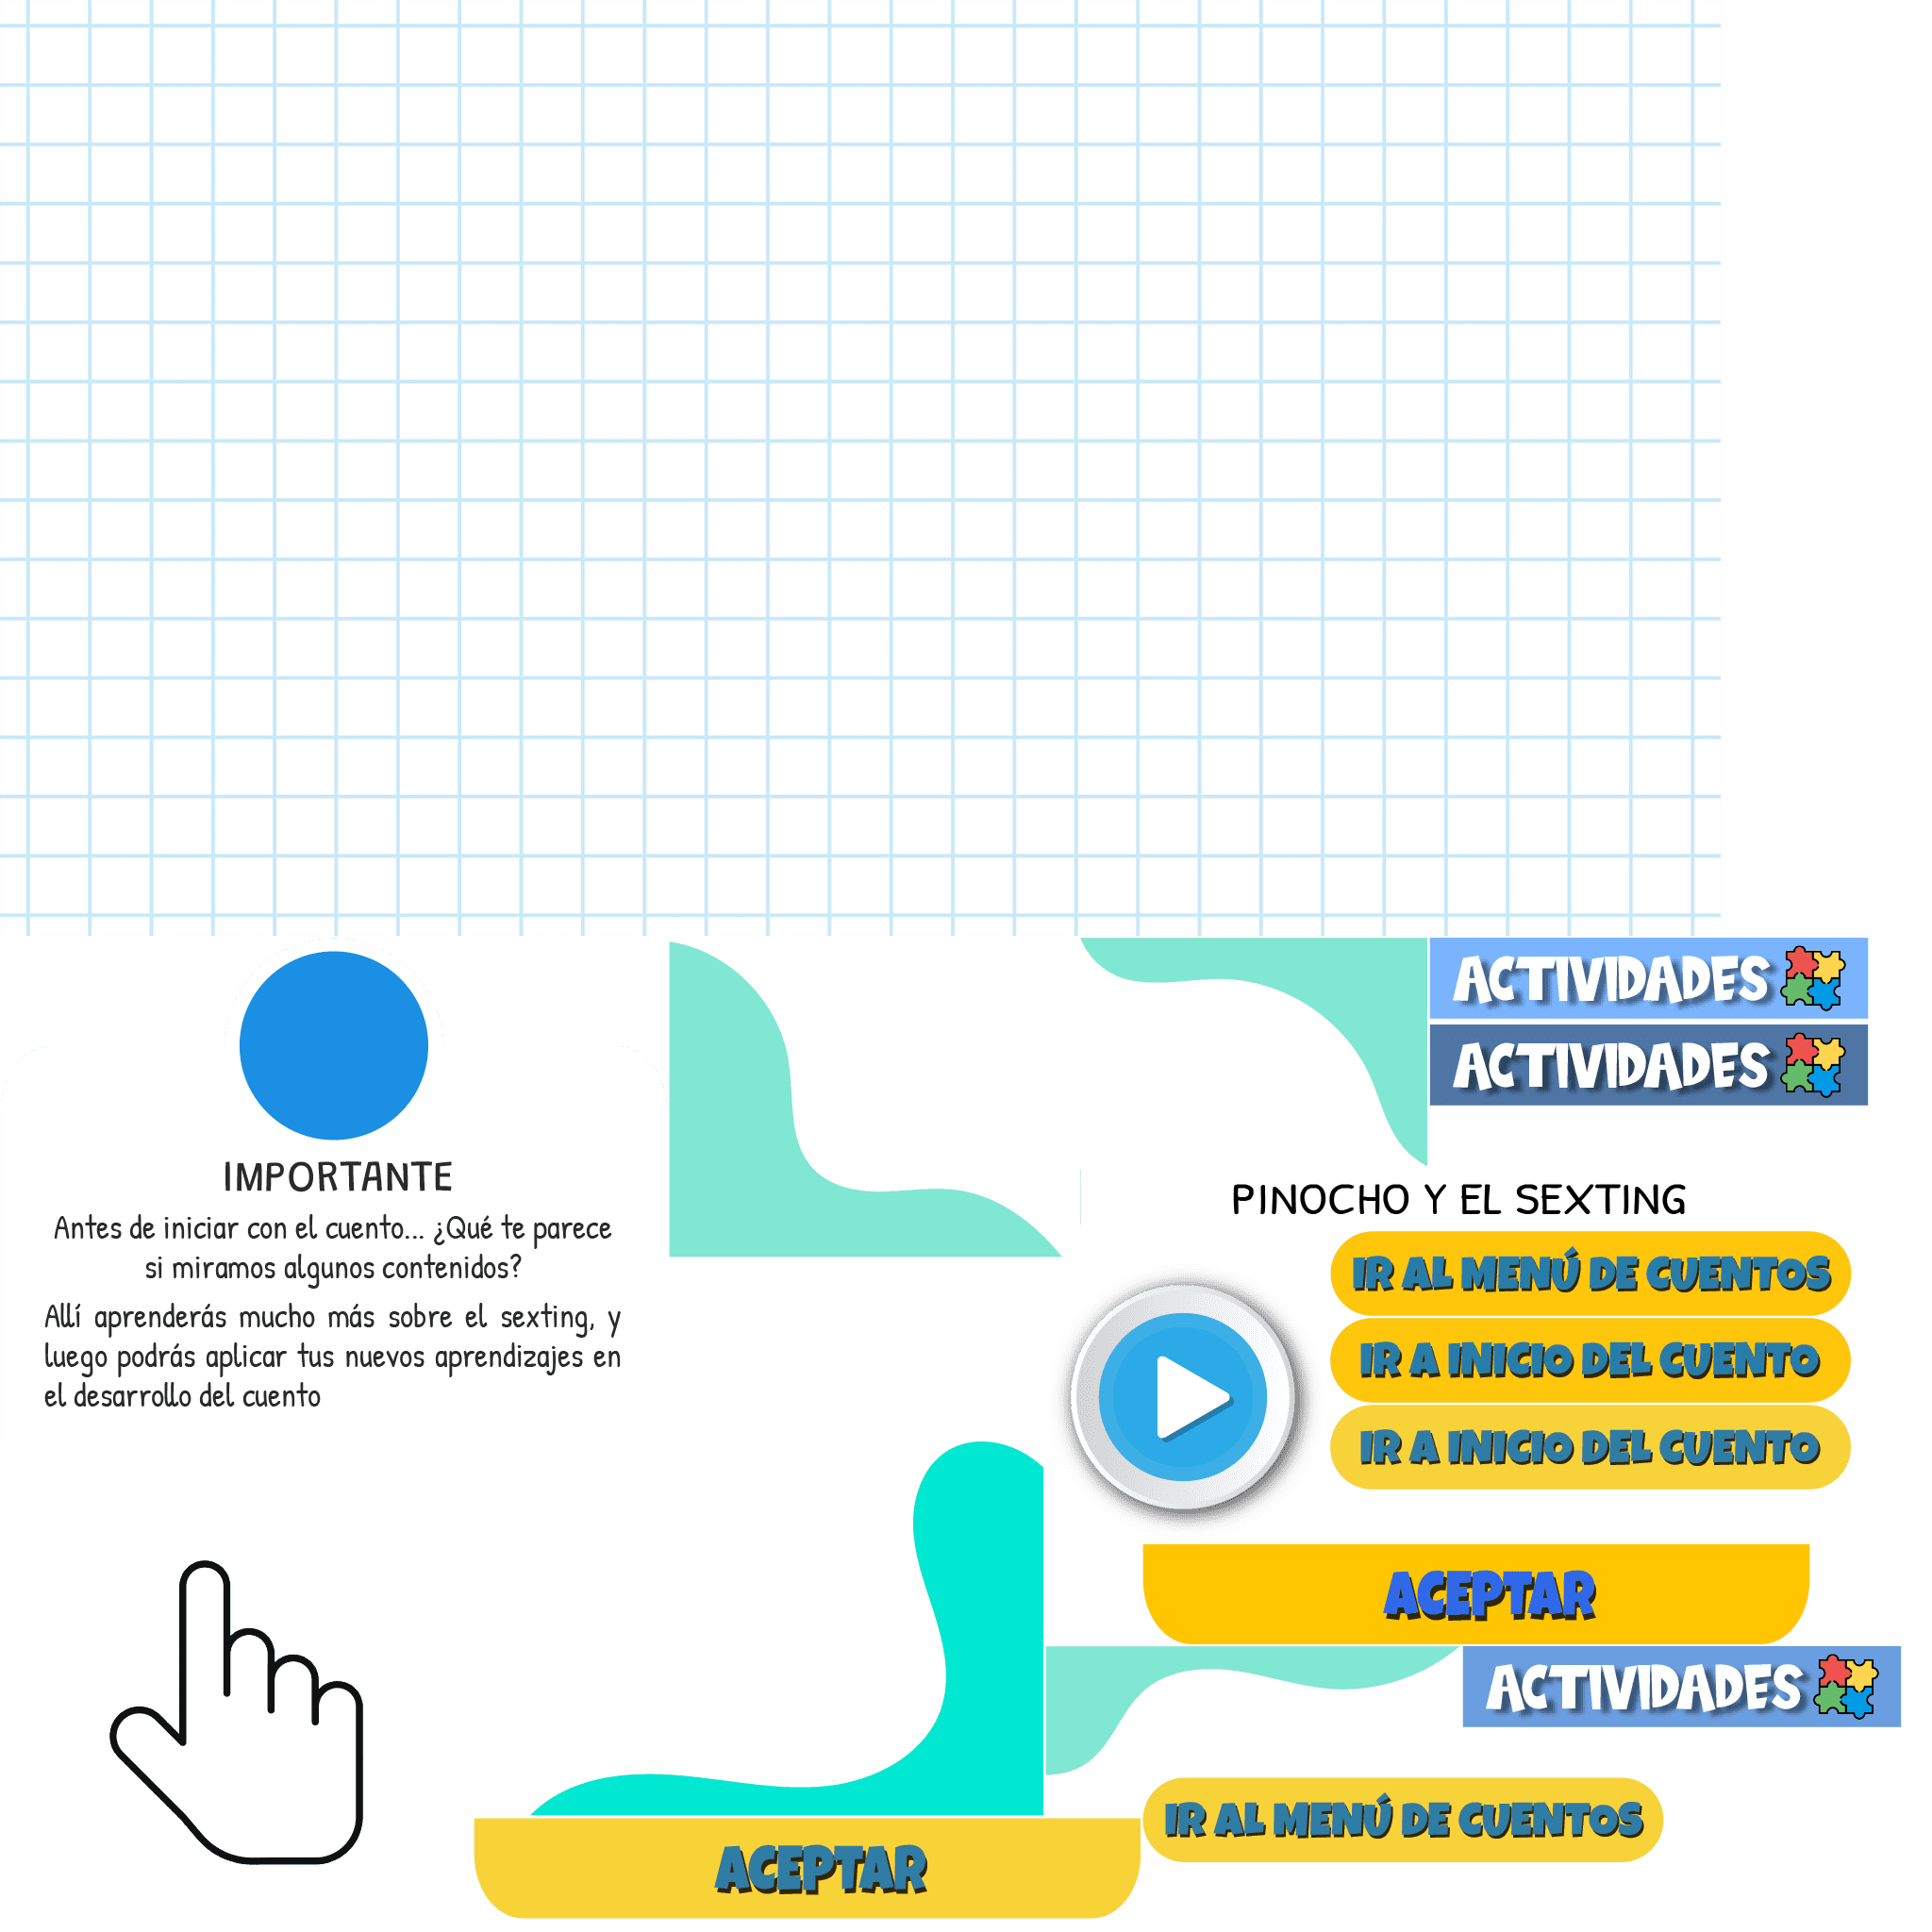 ACTIVIDADES
ACTIVIDADES
IMPORTANTE
Antes de iniciar con el cuento... ¿Qué te parece
si miramos algunos contenidos?
Allí aprenderás mucho más sobre el sexting, y
luego podrás aplicar tus nuevos aprendizajes en
el desarrollo del cuento
PINOCHO Y EL SEXTING
IR AL MENÚ DE CUENTOS
IR A INICIO DEL CUENTO
IR A INICIO DEL CUENTO
ACEPTAR
ACTIVIDADES
IR AL MENÚ DE CUENTOS
ACEPTAR